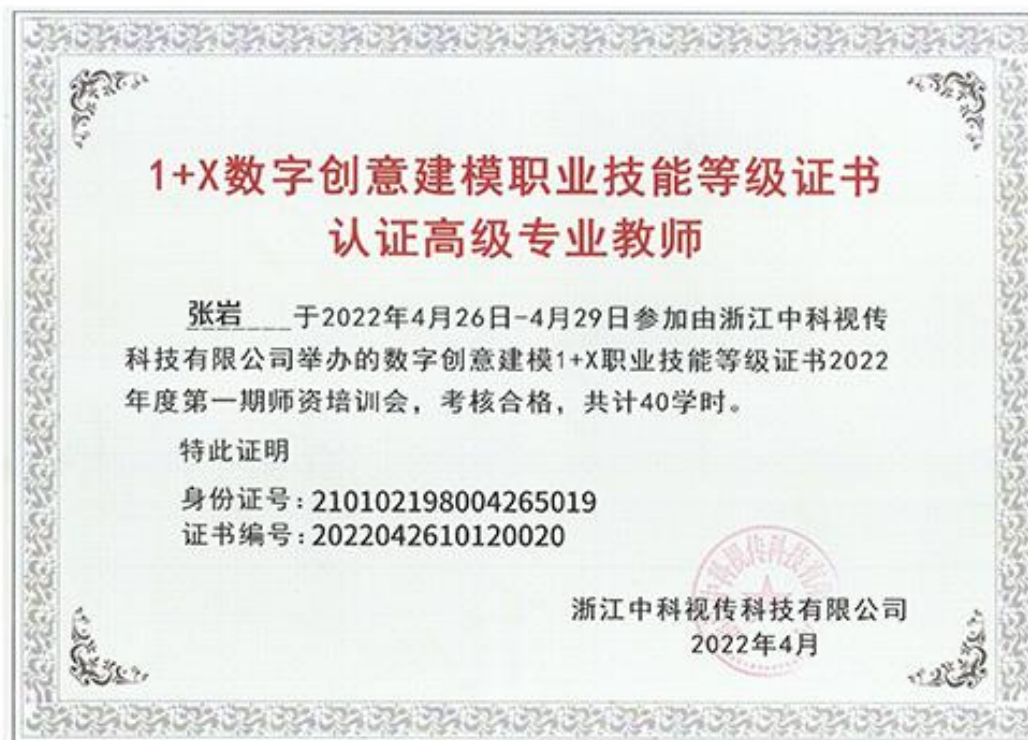 1+X数字创意建模职业技能等级证书
认证高级专业教师
张岩 于2022年4月26日-4月29日参加由浙江中科视传
科技有限公司举办的数字创意建模1+X职业技能等级证书2022
年度第一期师资培训会，考核合格，共计40学时。
特此证明
身份证号：210102198004265019
证书编号：2022042610120020
浙江中科视传科技有限公司
2022年4月